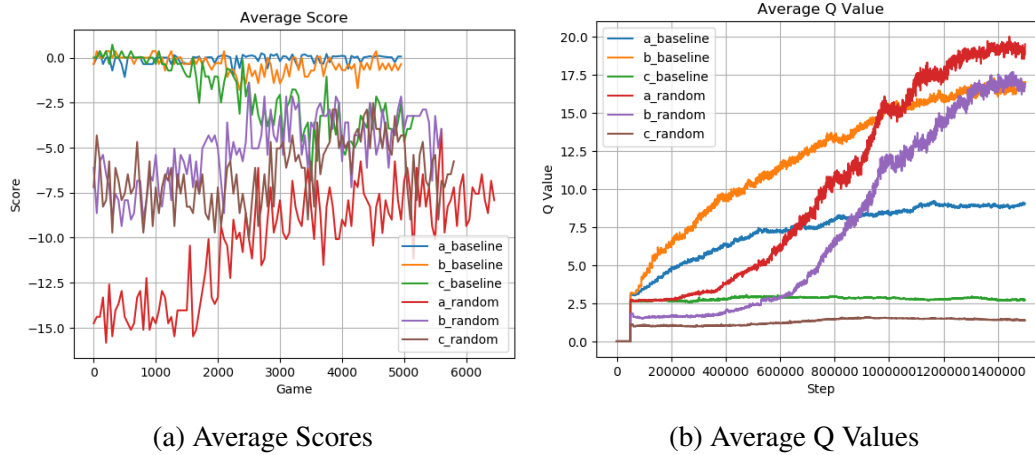 Average Score
0.0
−2.5
−5.0
−7.5
−10.0
−12.5
−15.0
Score
a_baseline
b_baseline
c_baseline
a_random
b_random
c_random
0 1000 2000 3000 4000 5000 6000
Game
(a) Average Scores
Average Q Value
20.0
17.5
15.0
12.5
10.0
7.5
5.0
2.5
0.0
Q Value
a_baseline
b_baseline
c_baseline
a_random
b_random
c_random
0 200000 400000 600000 800000 1000000 1200000 1400000
Step
(b) Average Q Values